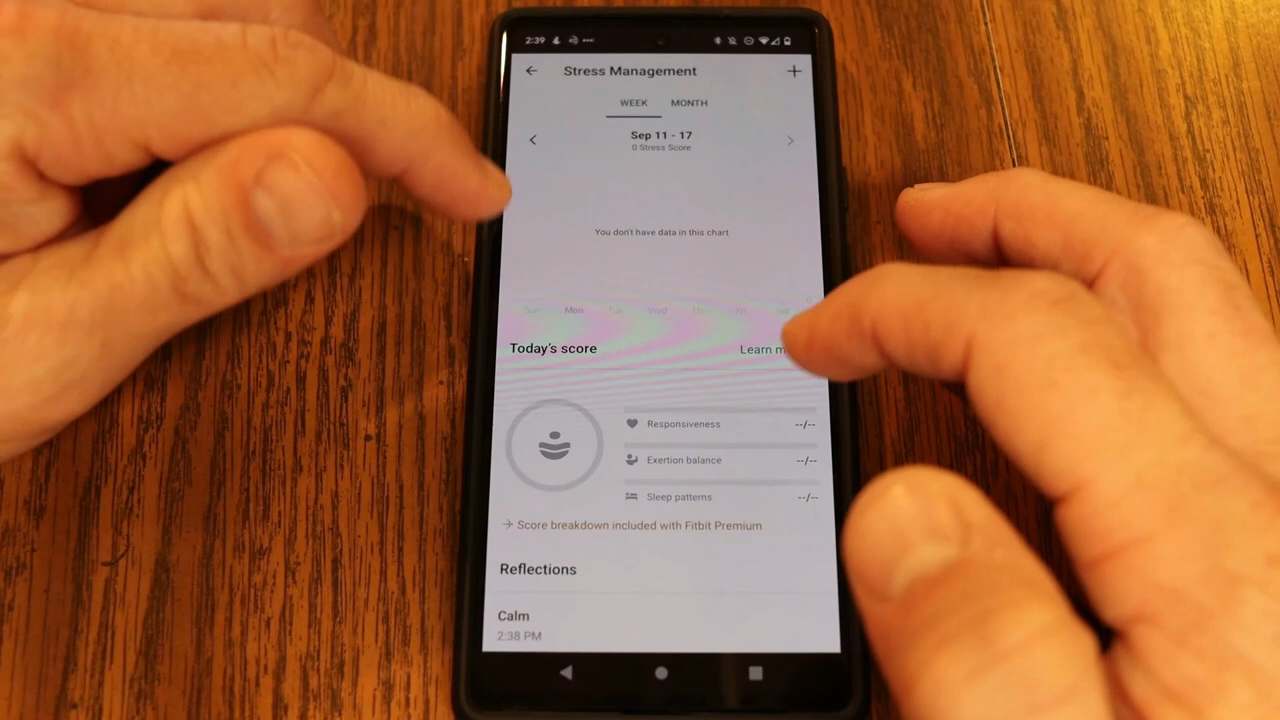 2:39
Stress Management
WEEK MONTH
Sep 11 - 17
0 Stress Score
You don't have data in this chart
Sun Mon Tue Wed Thu Fri Sat
Today's score Learn
Responsiveness --/--
Exertion balance --/--
Sleep patterns --/--
Score breakdown included with Fitbit Premium
Reflections
Calm
2:38 PM